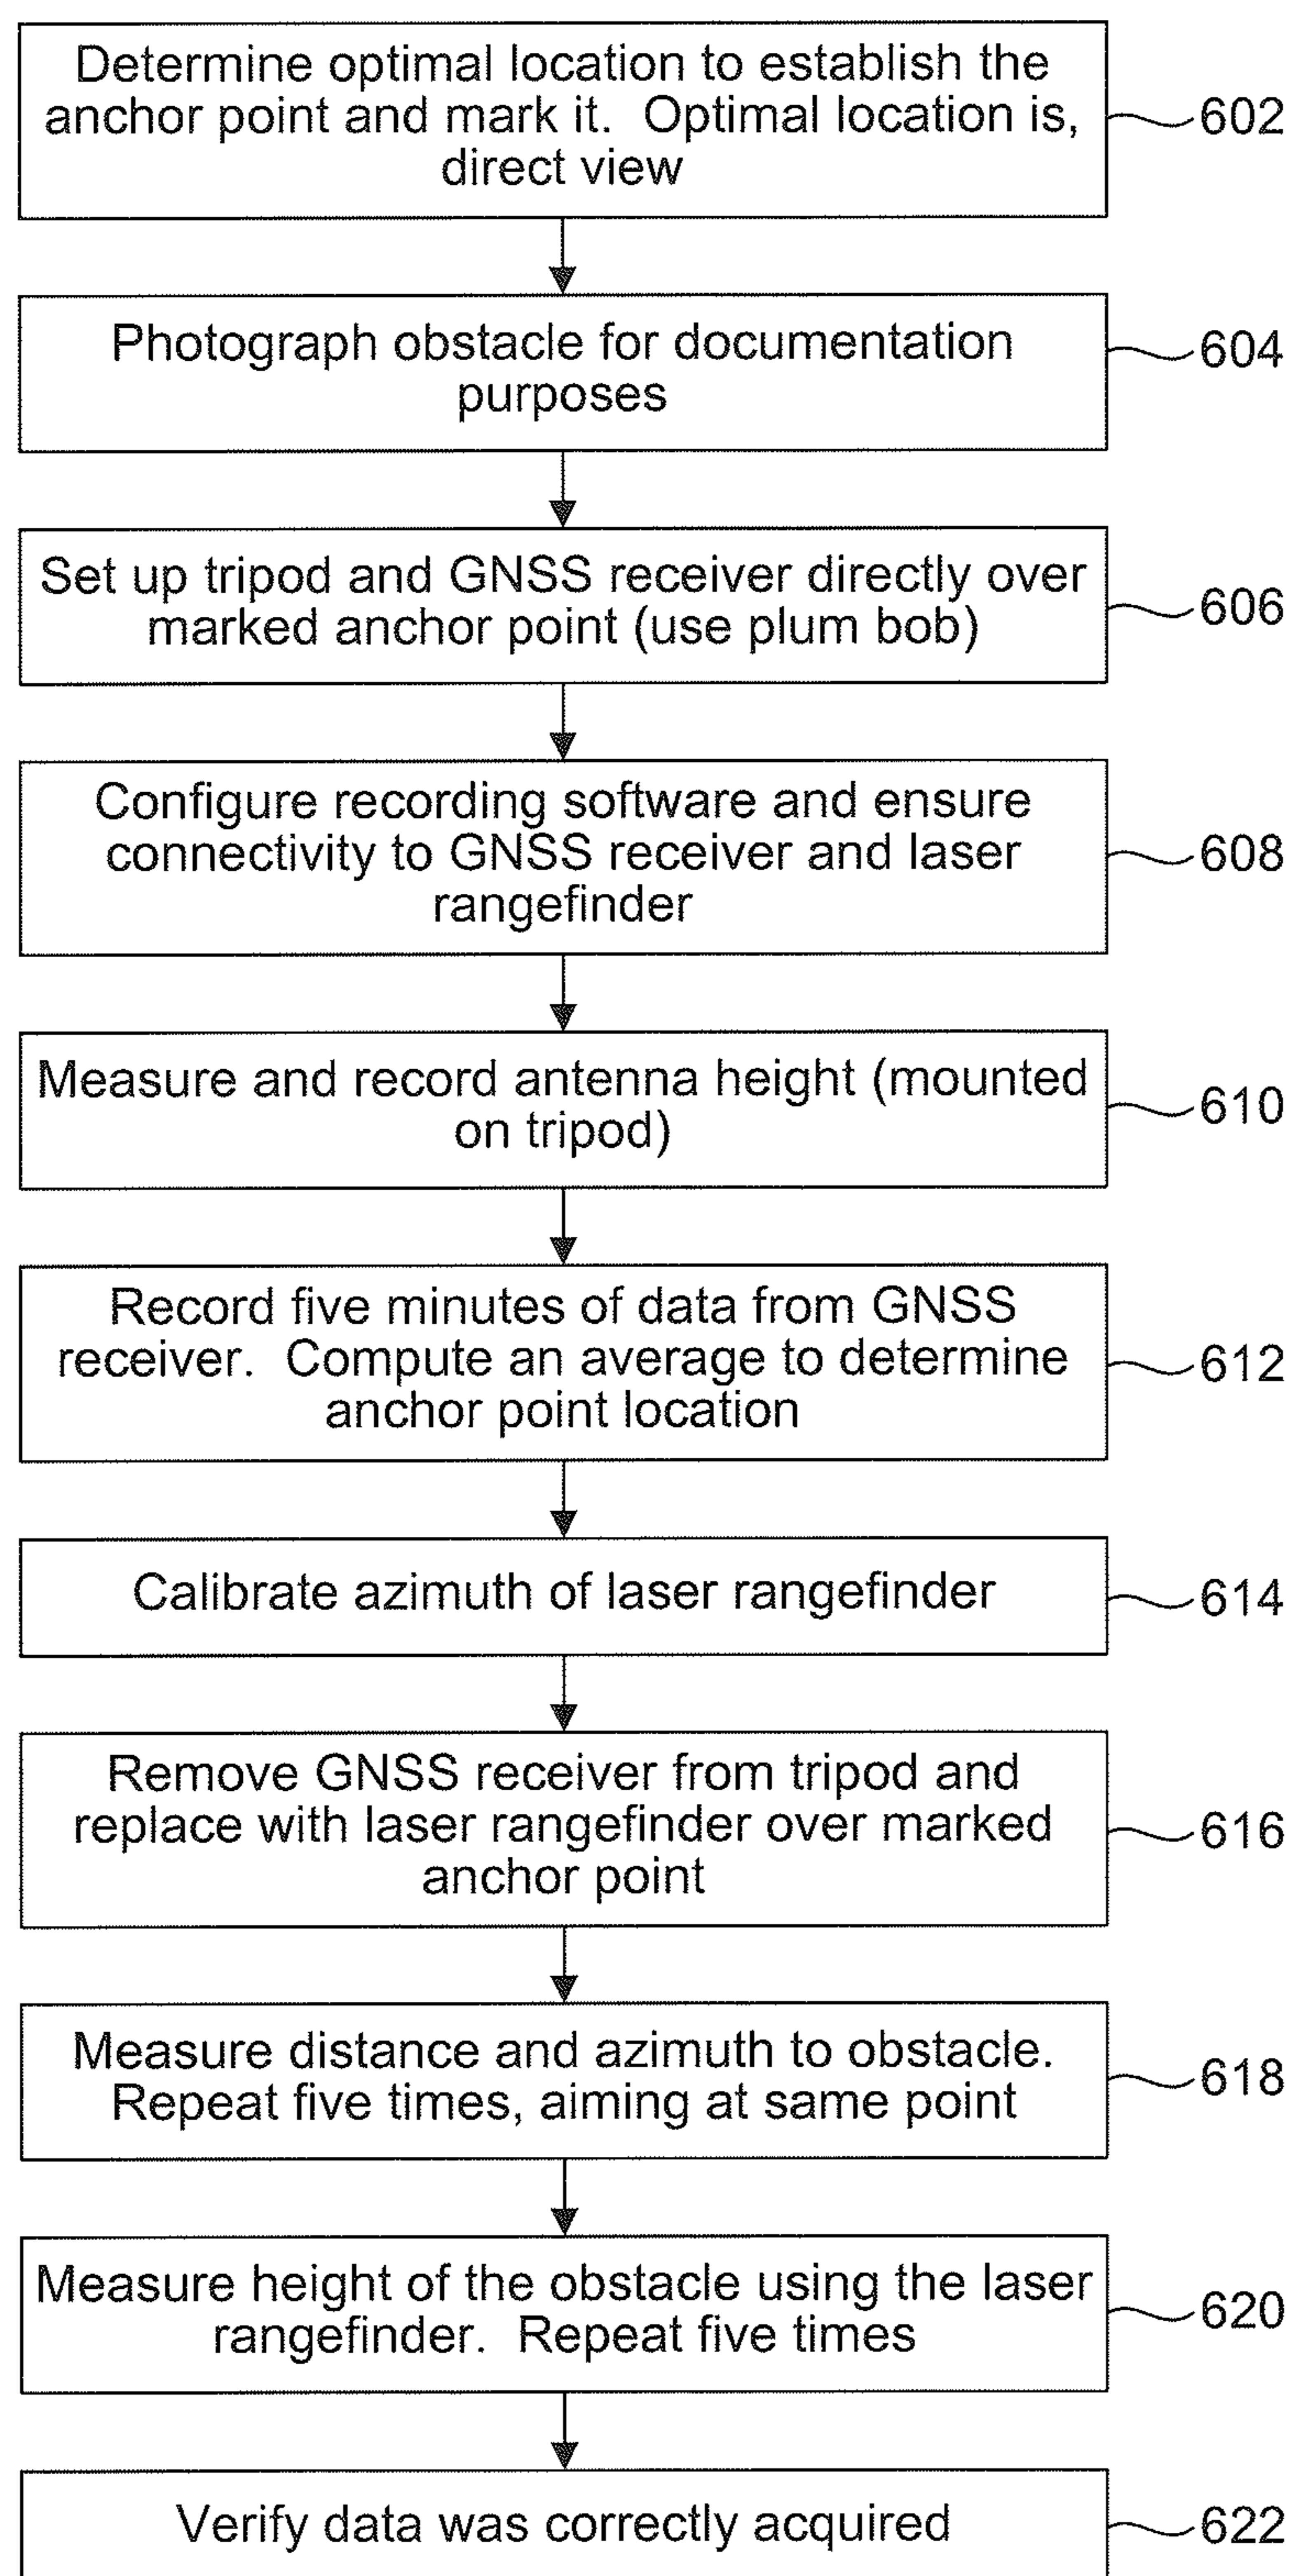 Determine optimal location to establish the
anchor point and mark it.  Optimal location is,
direct view
602
Photograph obstacle for documentation
purposes
604
Set up tripod and GNSS receiver directly over
marked anchor point (use plum bob)
606
Configure recording software and ensure
connectivity to GNSS receiver and laser
rangefinder
608
Measure and record antenna height (mounted
on tripod)
610
Record five minutes of data from GNSS
receiver.  Compute an average to determine
anchor point location
612
Calibrate azimuth of laser rangefinder
614
Remove GNSS receiver from tripod and
replace with laser rangefinder over marked
anchor point
616
Measure distance and azimuth to obstacle.
Repeat five times, aiming at same point
618
Measure height of the obstacle using the laser
rangefinder.  Repeat five times
620
Verify data was correctly acquired
622